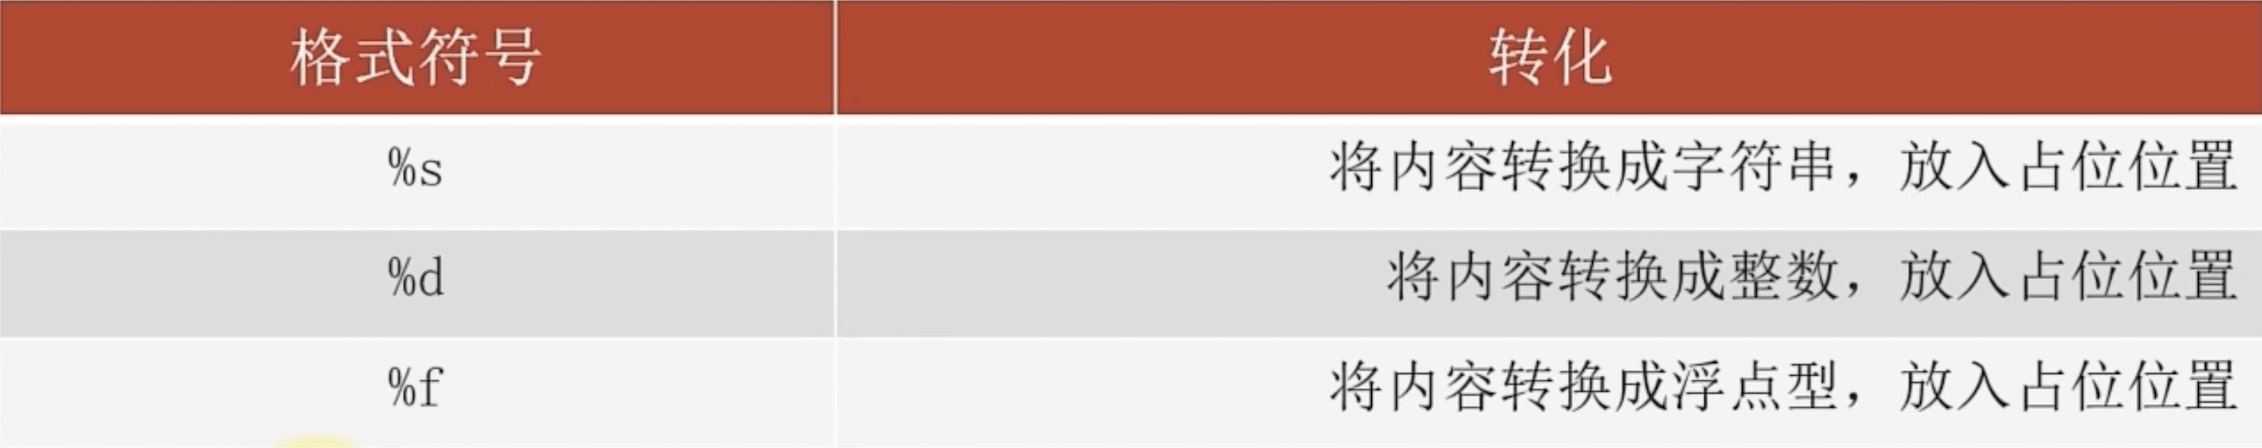 格式符号 转化
%s 将内容转换成字符串，放入占位位置
%d 将内容转换成整数，放入占位位置
%f 将内容转换成浮点型，放入占位位置